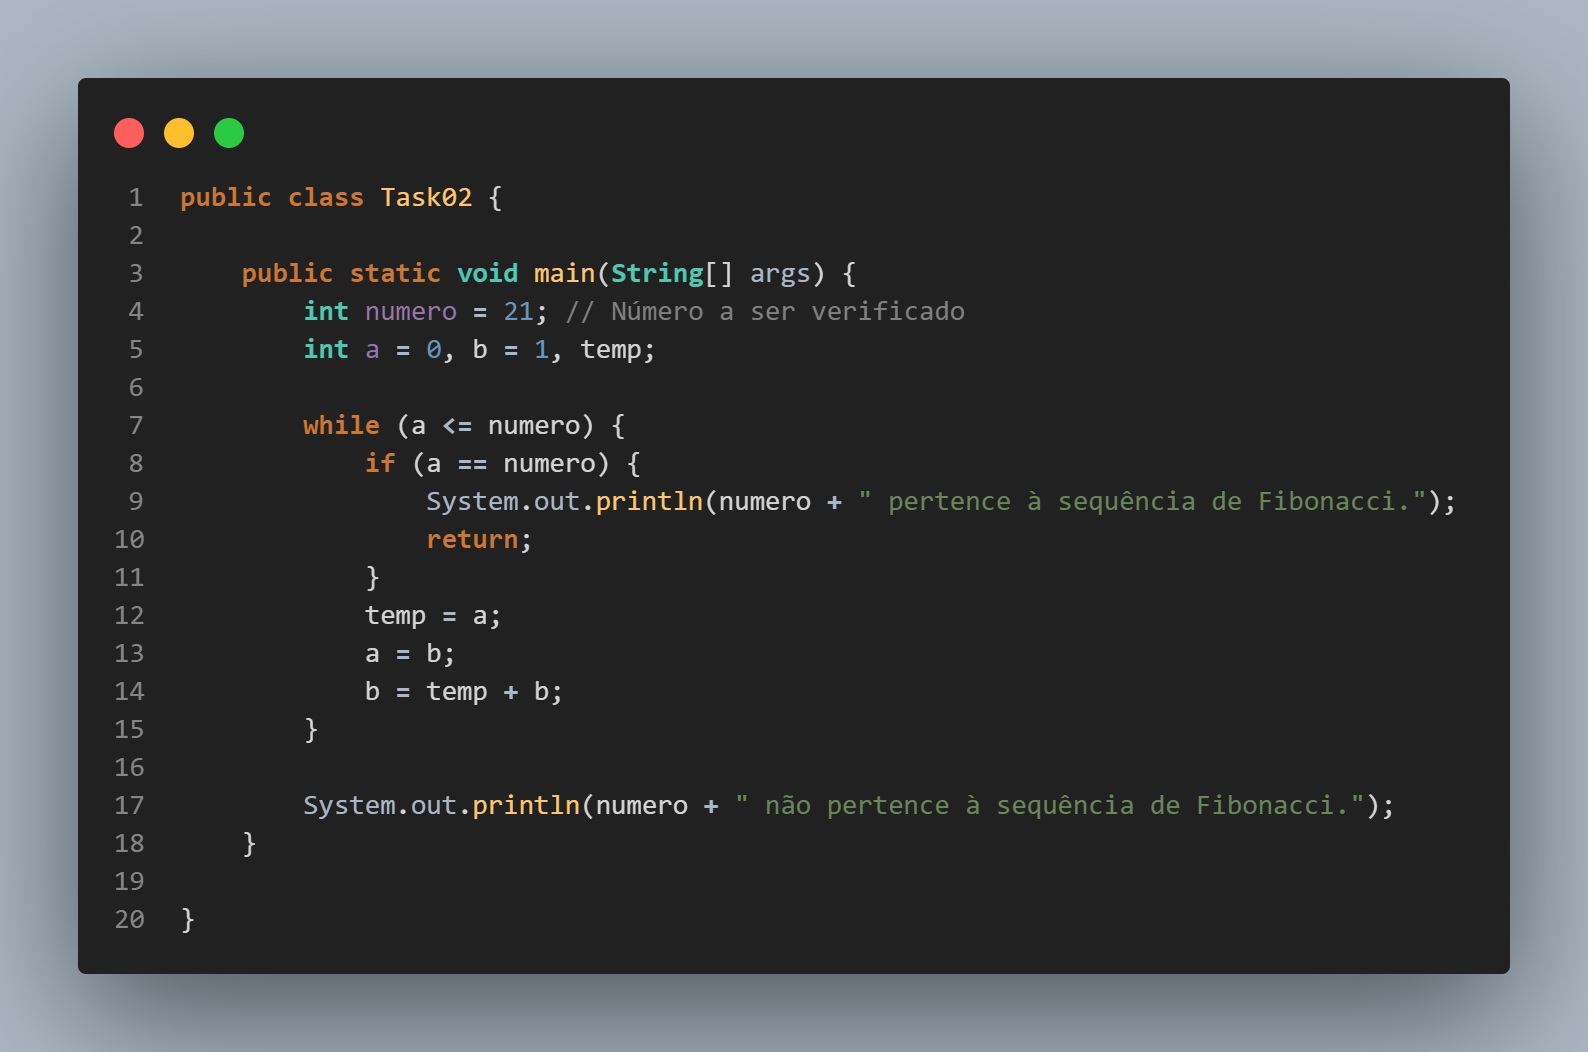 1 public class Task02 {
2
3     public static void main(String[] args) {
4         int numero = 21; // Número a ser verificado
5         int a = 0, b = 1, temp;
6
7         while (a <= numero) {
8             if (a == numero) {
9                 System.out.println(numero + " pertence à sequência de Fibonacci.");
10                 return;
11             }
12             temp = a;
13             a = b;
14             b = temp + b;
15         }
16
17         System.out.println(numero + " não pertence à sequência de Fibonacci.");
18     }
19
20 }